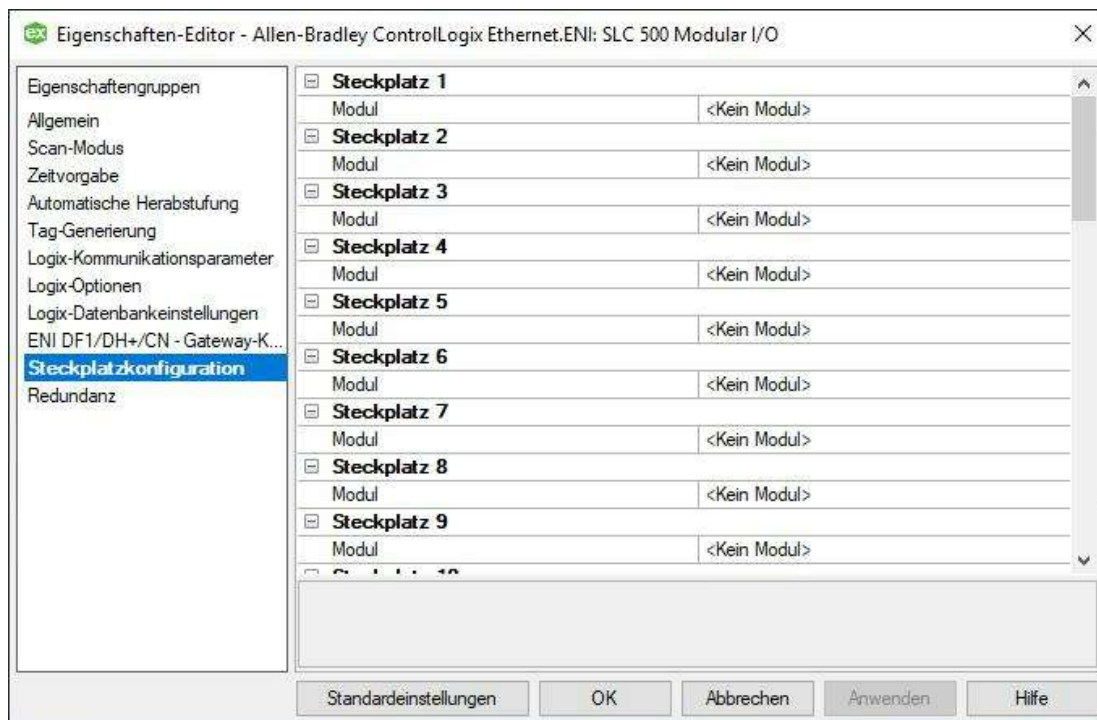 ex Eigenschaften-Editor - Allen-Bradley ControlLogix Ethernet.ENI: SLC 500 Modular I/O
Eigenschaftengruppen
Allgemein
Scan-Modus
Zeitvorgabe
Automatische Herabstufung
Tag-Generierung
Logix-Kommunikationsparameter
Logix-Optionen
Logix-Datenbankeinstellungen
ENI DF1/DH+/CN - Gateway-K...
Steckplatzkonfiguration
Redundanz
Steckplatz 1
Modul <Kein Modul>
Steckplatz 2
Modul <Kein Modul>
Steckplatz 3
Modul <Kein Modul>
Steckplatz 4
Modul <Kein Modul>
Steckplatz 5
Modul <Kein Modul>
Steckplatz 6
Modul <Kein Modul>
Steckplatz 7
Modul <Kein Modul>
Steckplatz 8
Modul <Kein Modul>
Steckplatz 9
Modul <Kein Modul>
Standardeinstellungen OK Abbrechen Anwenden Hilfe